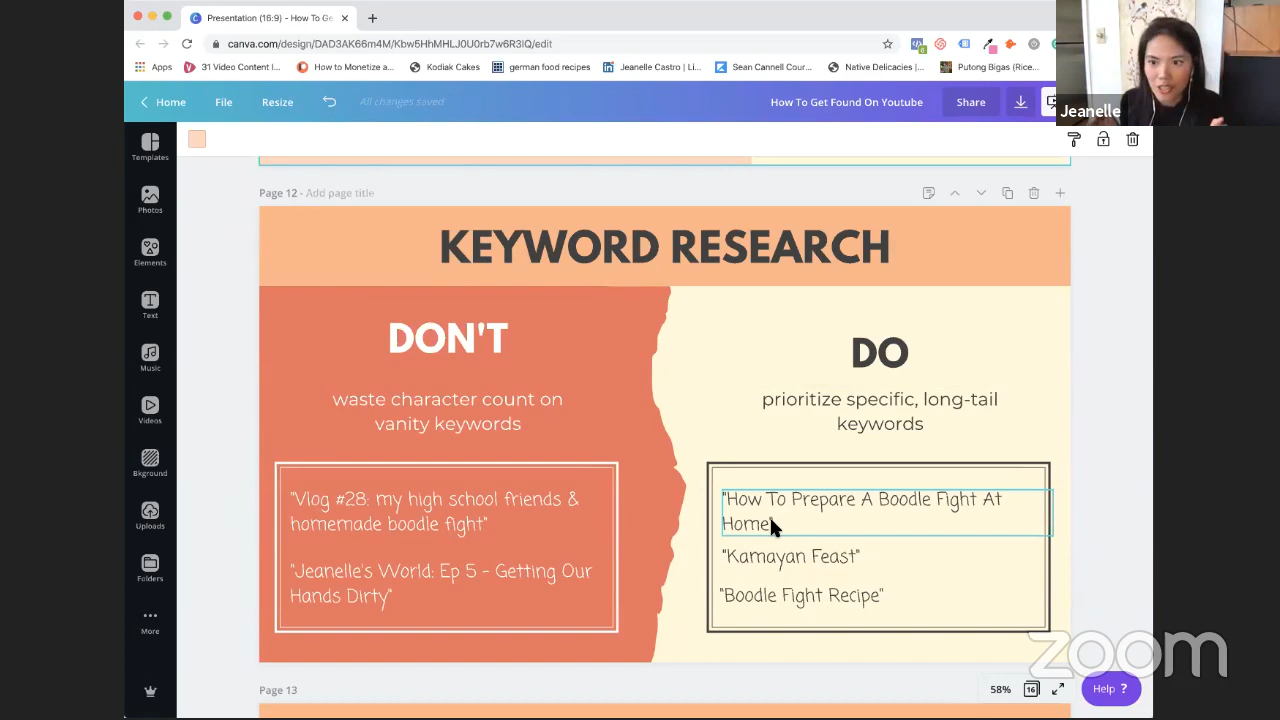 Presentation (16:9) - How To Ge
canva.com/design/DAD3AK66m4M/Kbw5HhMHLJ0U0rb7w6R3IQ/edit
Apps
31 Video Content I...
How to Monetize a...
Kodiak Cakes
german food recipes
Jeanelle Castro | Li...
Sean Cannell Cour...
Native Delicacies |...
Putong Bigas (Rice...
Jeanelle
Home
File
Resize
All changes saved
How To Get Found On Youtube
Share
Templates
Photos
Elements
Text
Music
Videos
Bkground
Uploads
Folders
More
Page 12 - Add page title
KEYWORD RESEARCH
DON'T
waste character count on
vanity keywords
"Vlog #28: my high school friends &
homemade boodle fight"
"Jeanelle's World: Ep 5 - Getting Our
Hands Dirty"
DO
prioritize specific, long-tail
keywords
"How To Prepare A Boodle Fight At
Home"
"Kamayan Feast"
"Boodle Fight Recipe"
Page 13
58%
16
Help ?
zoom